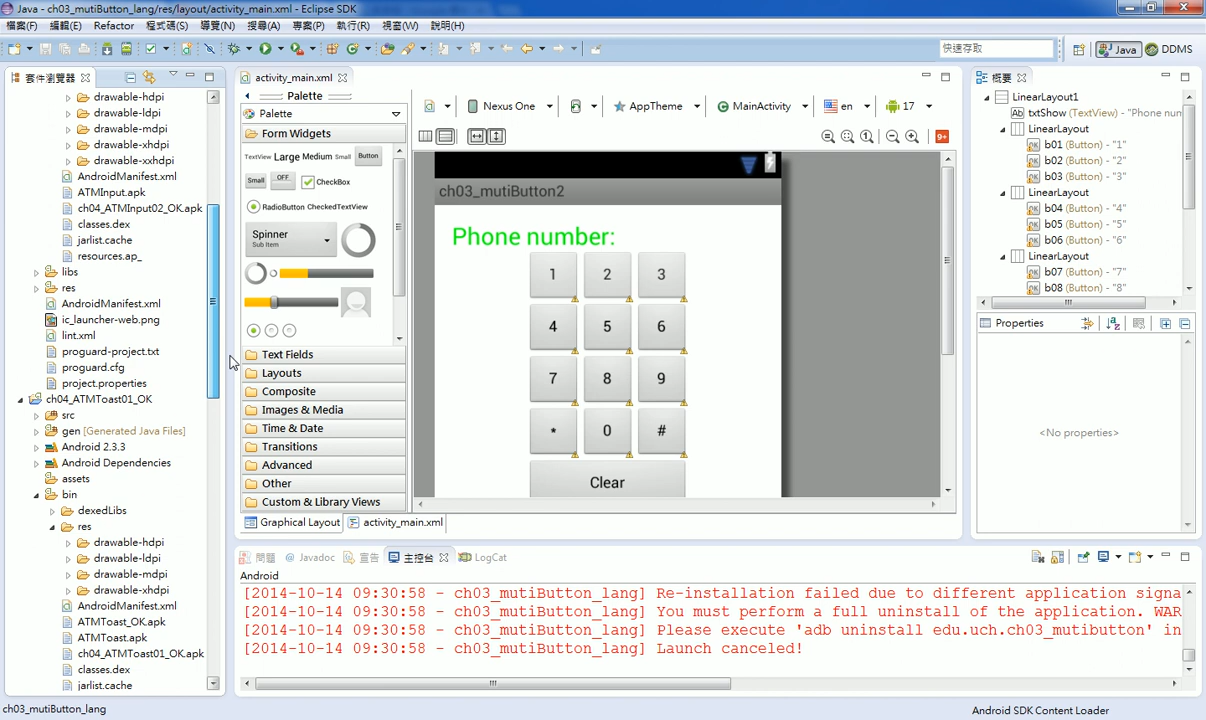 Java - ch03_mutiButton_lang/res/layout/activity_main.xml - Eclipse SDK
檔案(F) 編輯(E) Refactor 程式碼(S) 導覽(N) 搜尋(A) 專案(P) 執行(R) 視窗(W) 說明(H)
快速存取
Java
DDMS
套件瀏覽器
drawable-hdpi
drawable-ldpi
drawable-mdpi
drawable-xhdpi
drawable-xxhdpi
AndroidManifest.xml
ATMInput.apk
ch04_ATMInput02_OK.apk
classes.dex
jarlist.cache
resources.ap_
libs
res
AndroidManifest.xml
ic_launcher-web.png
lint.xml
proguard-project.txt
proguard.cfg
project.properties
ch04_ATMToast01_OK
src
gen [Generated Java Files]
Android 2.3.3
Android Dependencies
assets
bin
dexedLibs
res
drawable-hdpi
drawable-ldpi
drawable-mdpi
drawable-xhdpi
AndroidManifest.xml
ATMToast_OK.apk
ATMToast.apk
ch04_ATMToast01_OK.apk
classes.dex
jarlist.cache
activity_main.xml
Palette
Palette
Form Widgets
TextView Large Medium Small Button
Small OFF CheckBox
RadioButton CheckedTextView
Spinner
Sub Item
Text Fields
Layouts
Composite
Images & Media
Time & Date
Transitions
Advanced
Other
Custom & Library Views
Nexus One AppTheme MainActivity en 17
9+
ch03_mutiButton2
Phone number:
1 2 3
4 5 6
7 8 9
* 0 #
Clear
Graphical Layout activity_main.xml
概要
LinearLayout1
Ab txtShow (TextView) - "Phone num
LinearLayout
OK b01 (Button) - "1"
OK b02 (Button) - "2"
OK b03 (Button) - "3"
LinearLayout
OK b04 (Button) - "4"
OK b05 (Button) - "5"
OK b06 (Button) - "6"
LinearLayout
OK b07 (Button) - "7"
OK b08 (Button) - "8"
Properties
<No properties>
問題 @ Javadoc 宣告 主控台 LogCat
Android
[2014-10-14 09:30:58 - ch03_mutiButton_lang] Re-installation failed due to different application signa
[2014-10-14 09:30:58 - ch03_mutiButton_lang] You must perform a full uninstall of the application. WAR
[2014-10-14 09:30:58 - ch03_mutiButton_lang] Please execute 'adb uninstall edu.uch.ch03_mutibutton' in
[2014-10-14 09:30:58 - ch03_mutiButton_lang] Launch canceled!
ch03_mutiButton_lang
Android SDK Content Loader